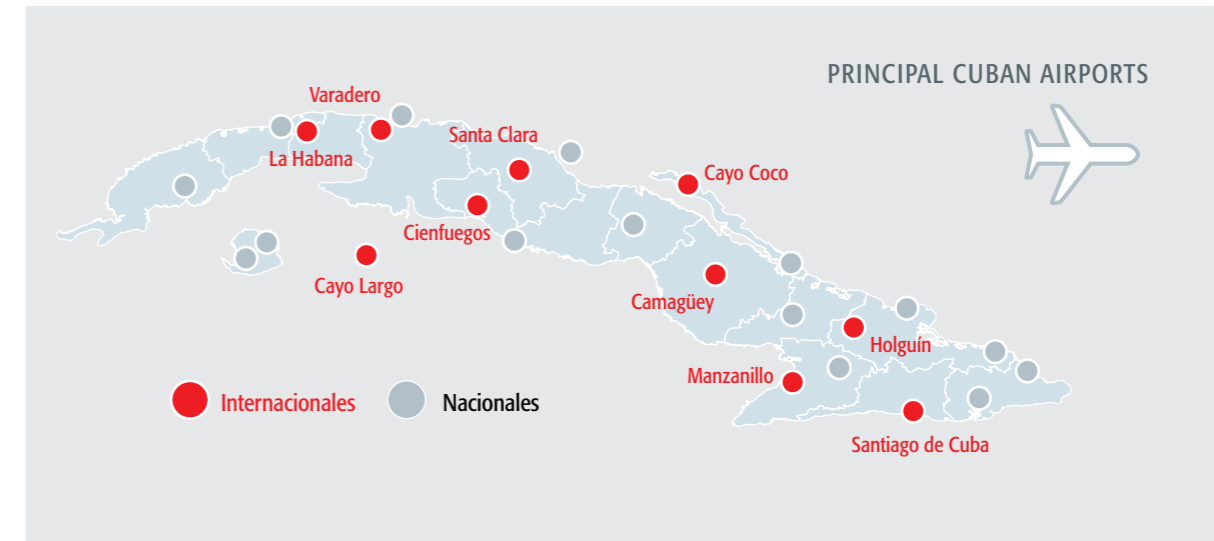 PRINCIPAL CUBAN AIRPORTS
Varadero
Santa Clara
La Habana
Cayo Coco
Cienfuegos
Cayo Largo
Camagüey
Holguín
Manzanillo
Internacionales
Nacionales
Santiago de Cuba